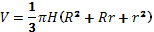 V = 1/3 πH(R² + Rr + r²)